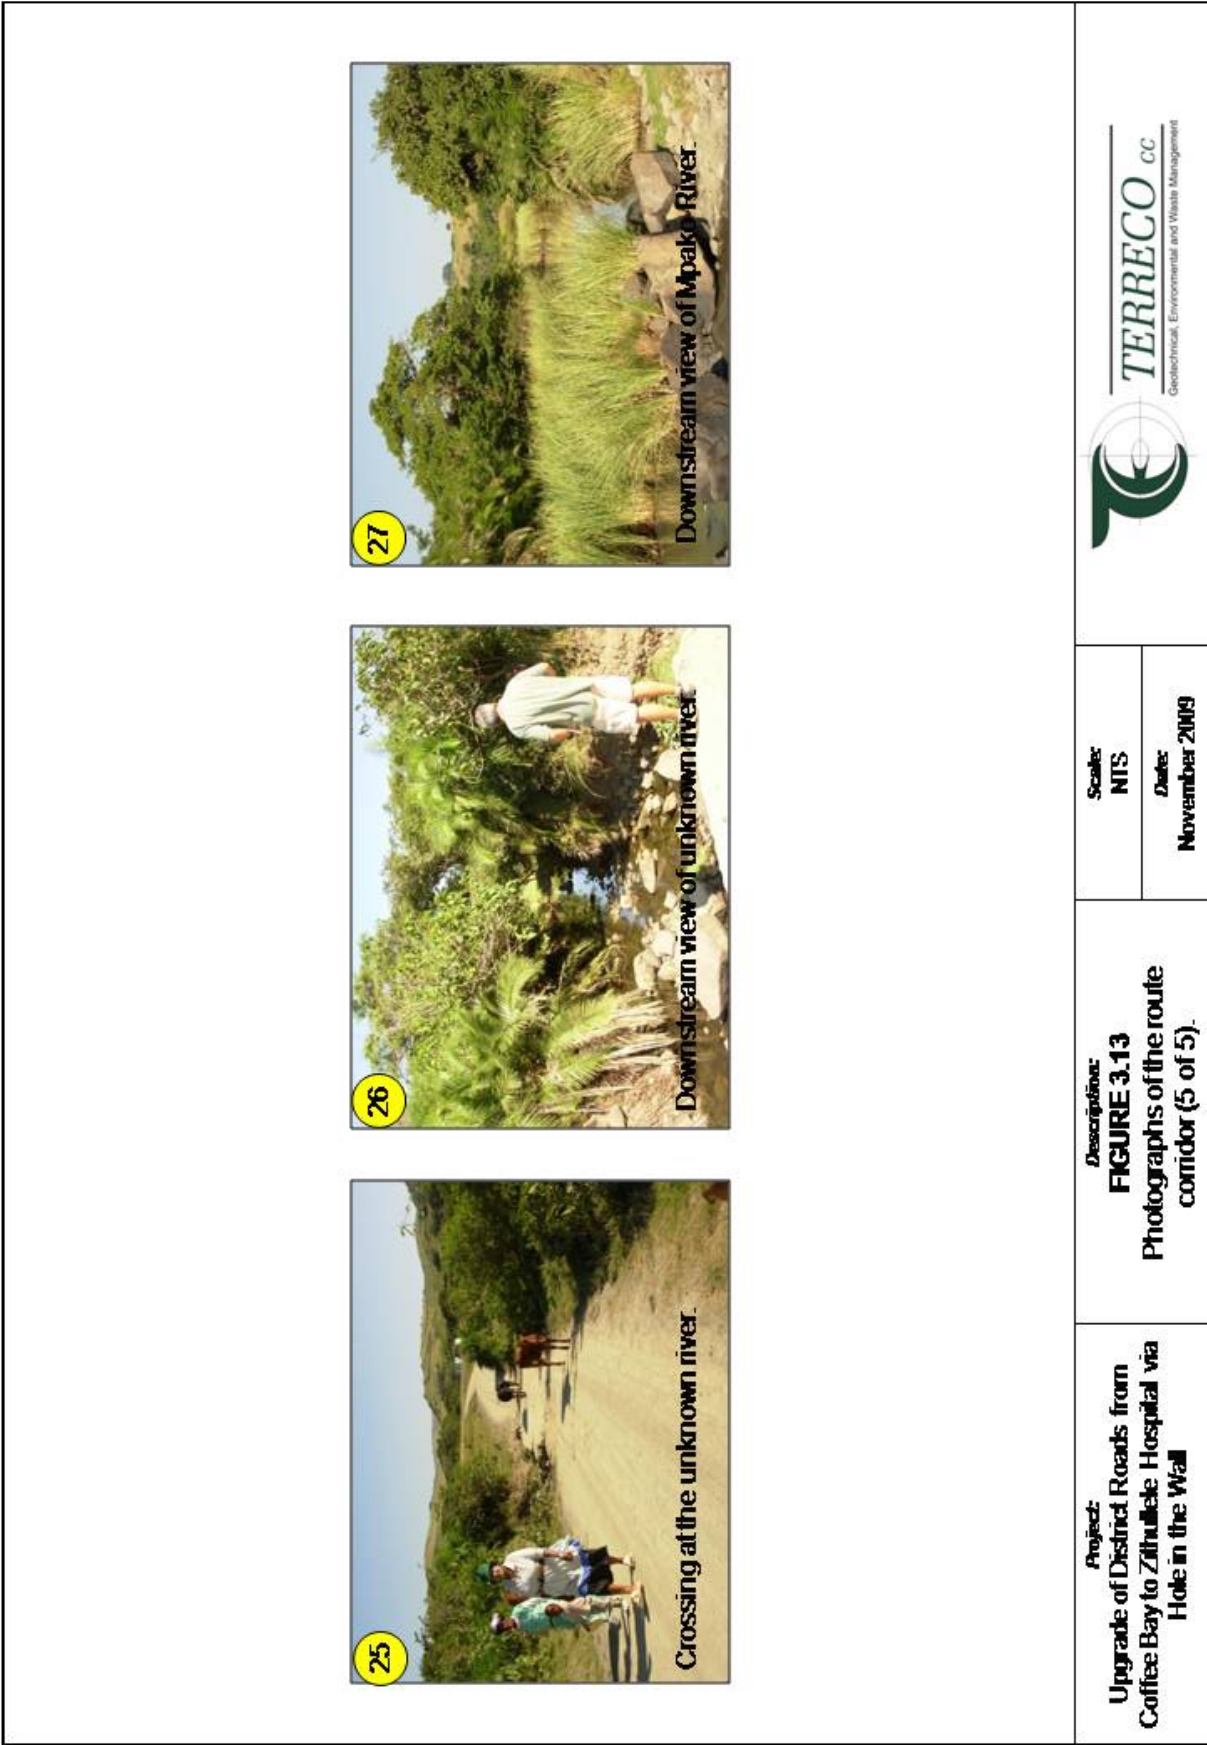 25
Crossing at the unknown river.
26
Downstream view of unknown river.
27
Downstream view of Mpako River.
Project:
Upgrade of District Roads from
Coffee Bay to Zithullele Hospital via
Hole in the Wall
Description:
FIGURE 3.13
Photographs of the route
corridor (5 of 5).
Scale:
NTS
Date:
November 2009
TERRECO cc
Geotechnical, Environmental and Waste Management